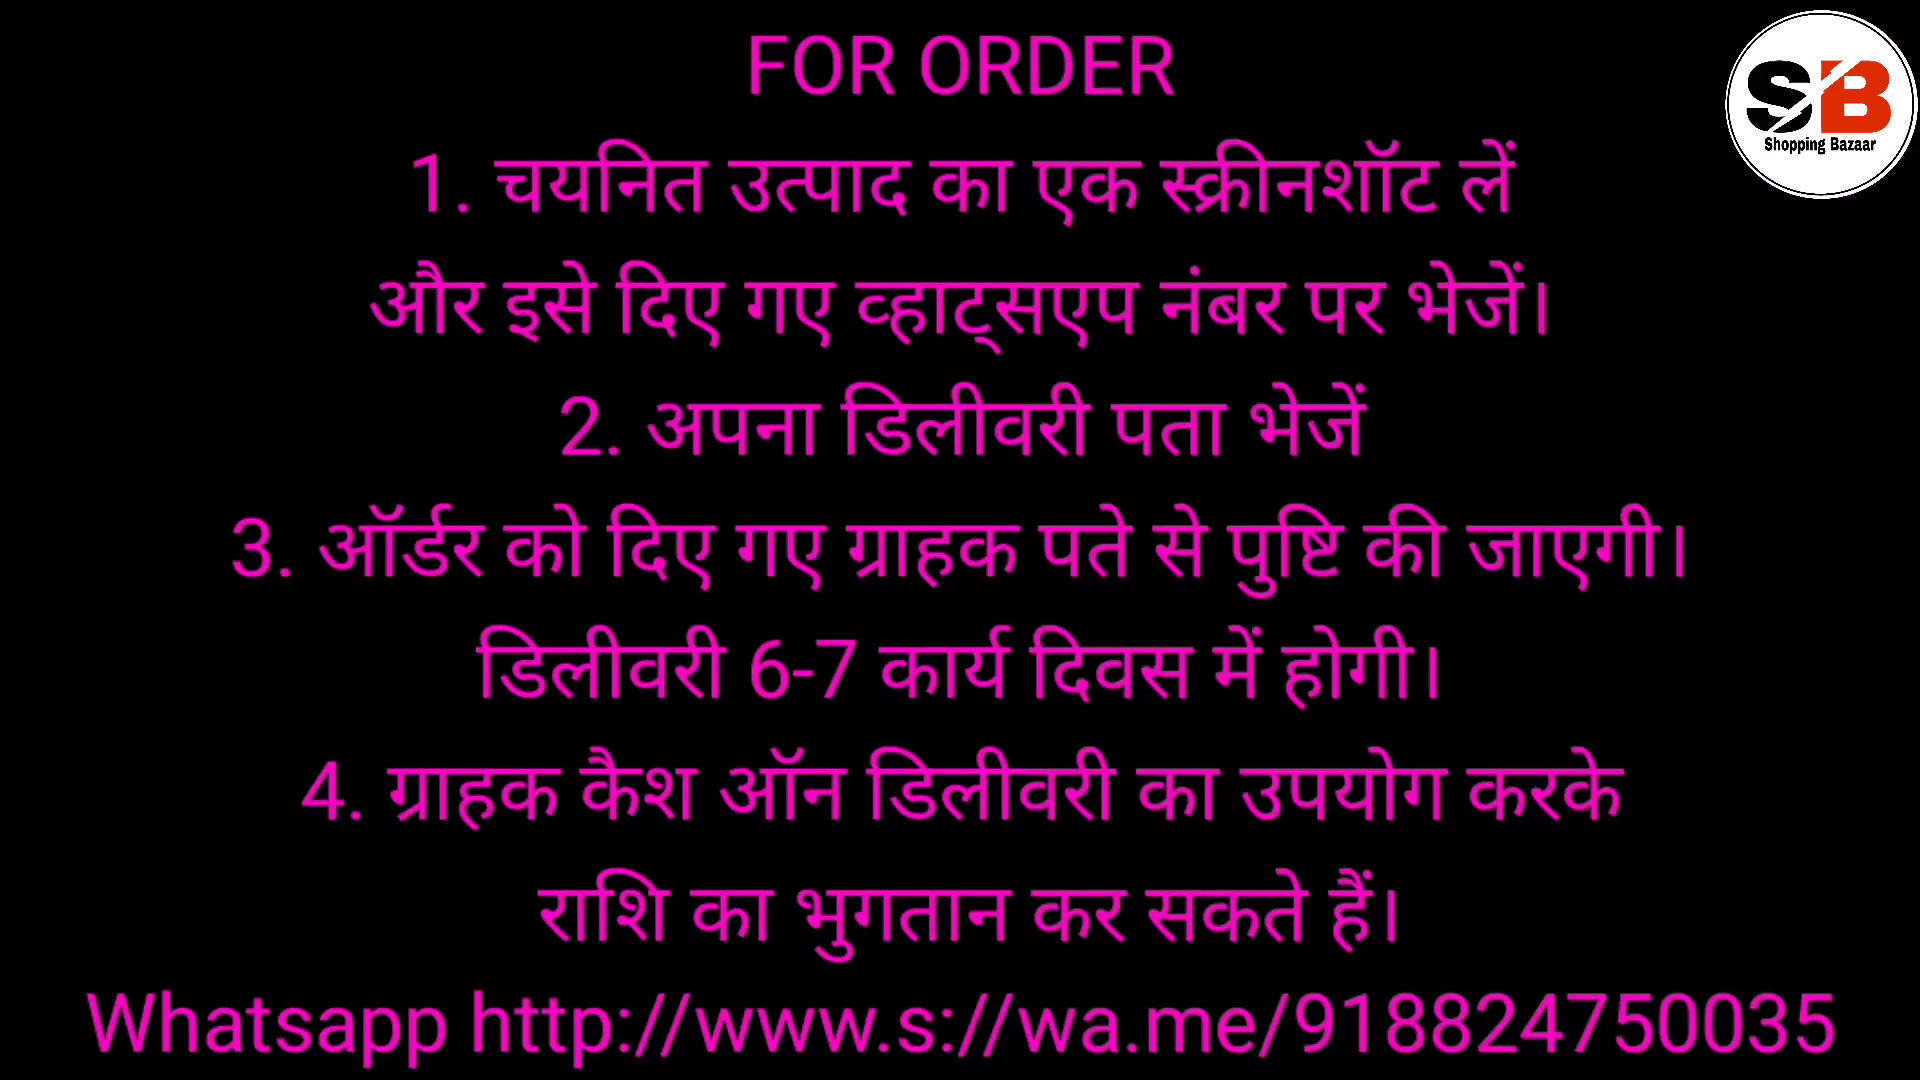 FOR ORDER
SB
Shopping Bazaar
1. चयनित उत्पाद का एक स्क्रीनशॉट लें
और इसे दिए गए व्हाट्सएप नंबर पर भेजें।
2. अपना डिलीवरी पता भेजें
3. ऑर्डर को दिए गए ग्राहक पते से पुष्टि की जाएगी।
डिलीवरी 6-7 कार्य दिवस में होगी।
4. ग्राहक कैश ऑन डिलीवरी का उपयोग करके
राशि का भुगतान कर सकते हैं।
Whatsapp http://www.s://wa.me/918824750035